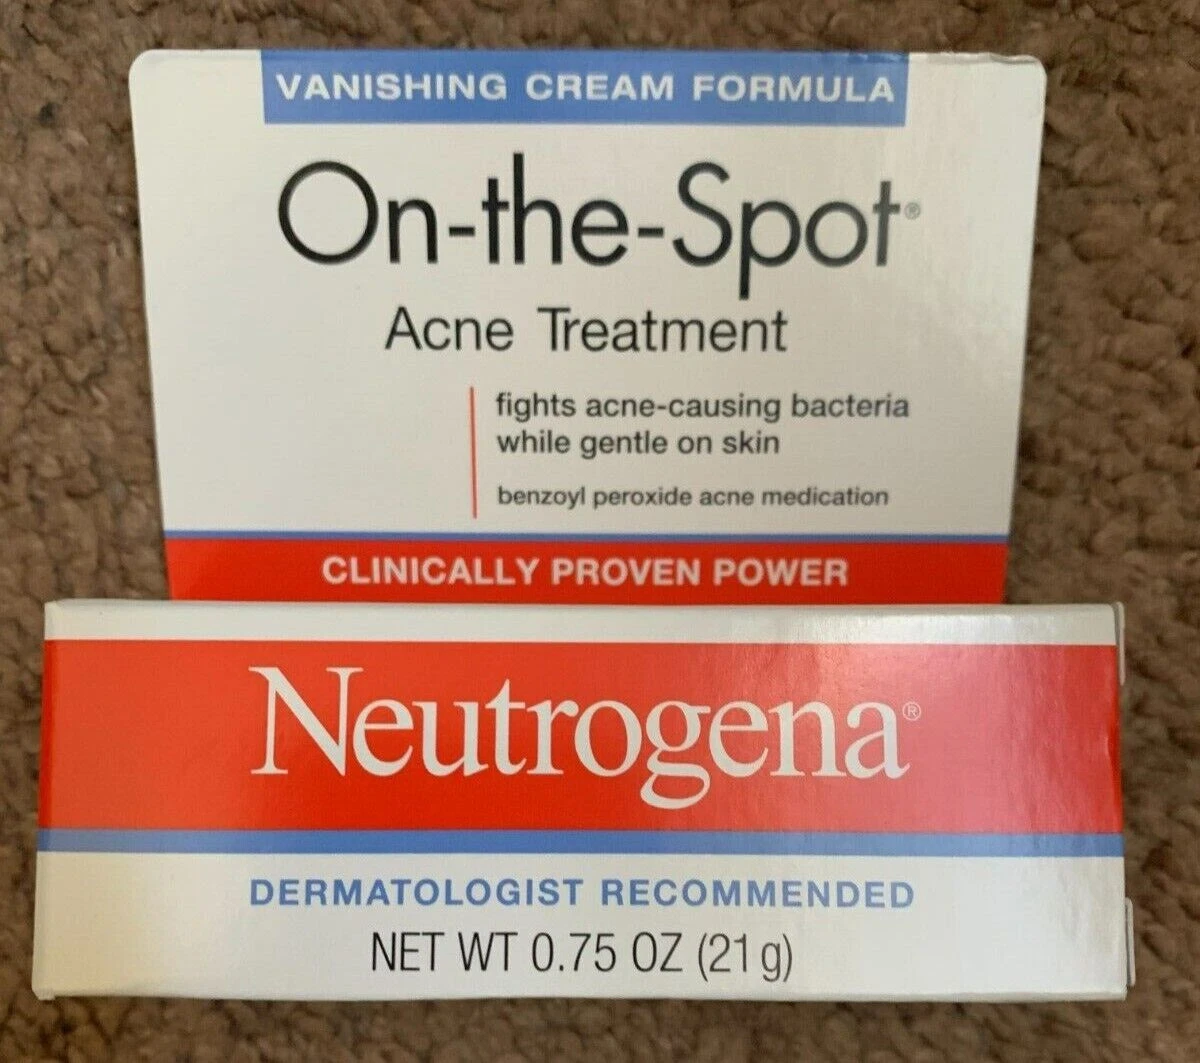 VANISHING CREAM FORMULA
On-the-Spot®
Acne Treatment
fights acne-causing bacteria
while gentle on skin
benzoyl peroxide acne medication
CLINICALLY PROVEN POWER
Neutrogena®
DERMATOLOGIST RECOMMENDED
NET WT 0.75 OZ (21 g)